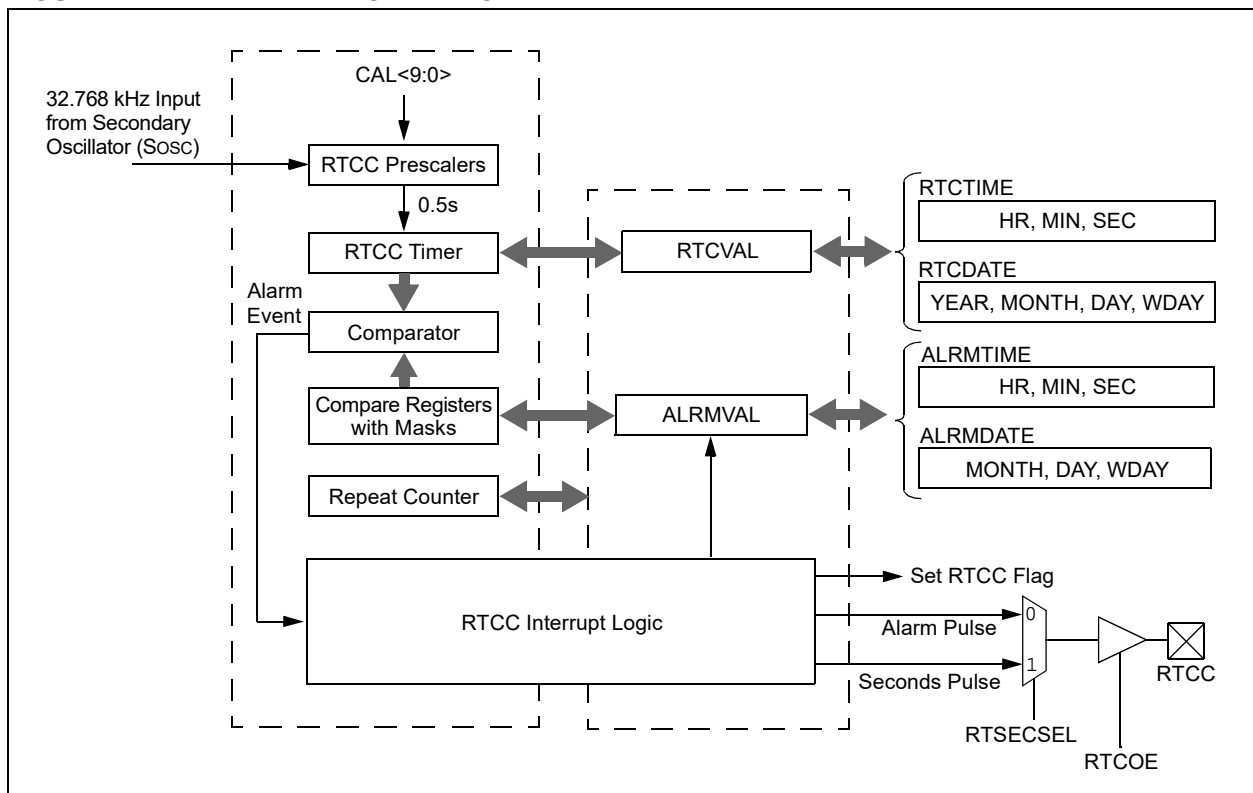 CAL<9:0>
32.768 kHz Input
from Secondary
Oscillator (SOSC)
RTCC Prescalers
0.5s
RTCC Timer
Alarm
Event
Comparator
Compare Registers
with Masks
Repeat Counter
RTCVAL
ALRMVAL
RTCTIME
HR, MIN, SEC
RTCDATE
YEAR, MONTH, DAY, WDAY
ALRMTIME
HR, MIN, SEC
ALRMDATE
MONTH, DAY, WDAY
RTCC Interrupt Logic
Set RTCC Flag
Alarm Pulse
Seconds Pulse
0
1
RTSECSEL
RTCOE
RTCC